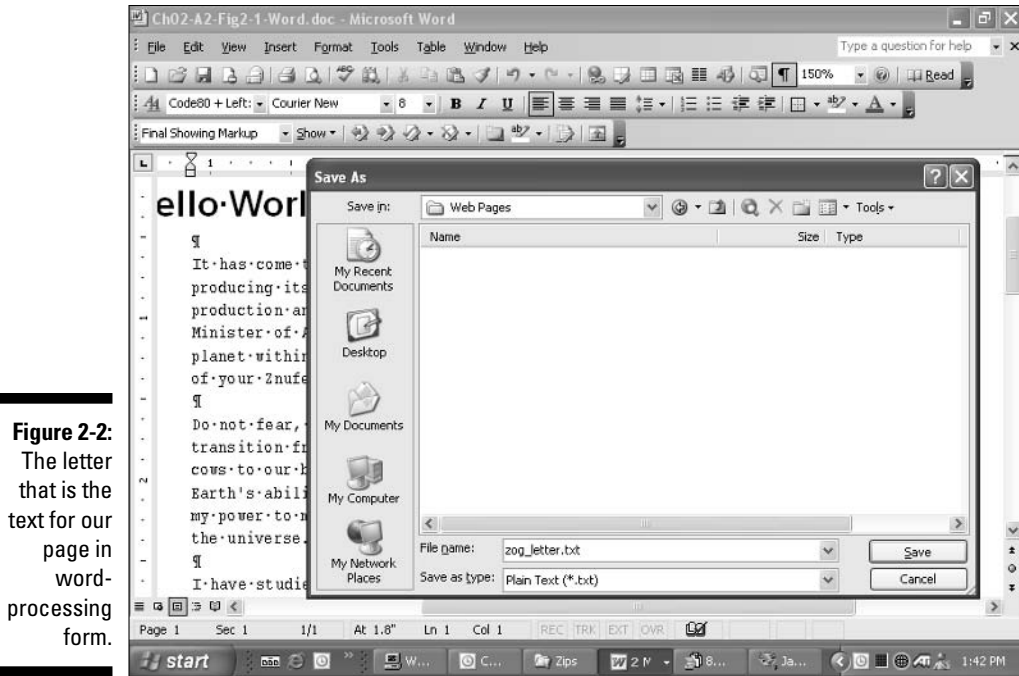 Ch02-A2-Fig2-1-Word.doc - Microsoft Word
File Edit View Insert Format Tools Table Window Help
Type a question for help
150%
Read
Code80 + Left:
Courier New
8
B I U
Final Showing Markup
Show
1
ello·Worl
¶
It·has·come·t
producing·its
production·an
Minister·of·A
planet·within
of·your·Znufe
¶
Do·not·fear,·
transition·fr
cows·to·our·h
Earth's·abili
my·power·to·m
the·universe.
¶
I·have·studie
Save As
Save in:
Web Pages
Tools
Name Size Type
My Recent
Documents
Desktop
My Documents
My Computer
My Network
Places
File name: zog_letter.txt
Save
Save as type: Plain Text (*.txt)
Cancel
Page 1 Sec 1 1/1 At 1.8" Ln 1 Col 1 REC TRK EXT OVR
start
W...
C...
Zips
8...
Ja...
1:42 PM
Figure 2-2:
The letter
that is the
text for our
page in
word-
processing
form.